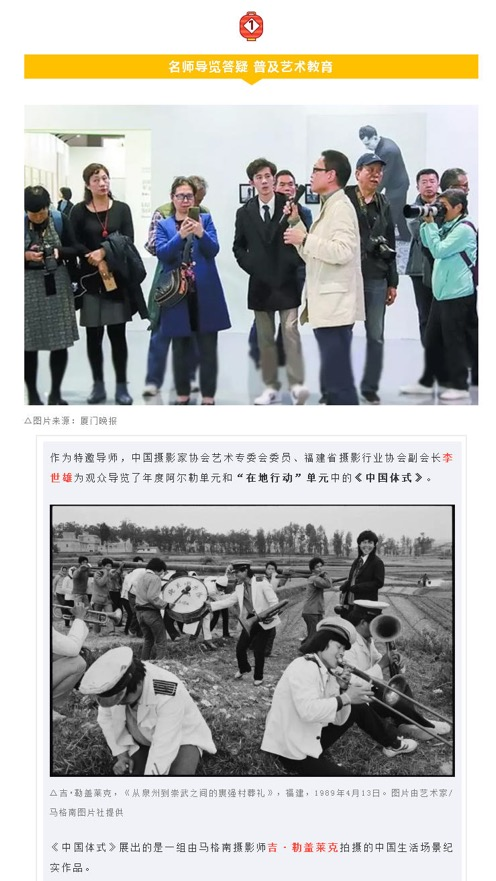 1
名师导览答疑 普及艺术教育
△图片来源：厦门晚报
作为特邀导师，中国摄影家协会艺术专委会委员、福建省摄影行业协会副会长李
世雄为观众导览了年度阿尔勒单元和“在地行动”单元中的《中国体式》。
△吉·勒盖莱克，《从泉州到崇武之间的裏强村葬礼》，福建，1989年4月13日。图片由艺术家/
马格南图片社提供
《中国体式》展出的是一组由马格南摄影师吉·勒盖莱克拍摄的中国生活场景纪
实作品。